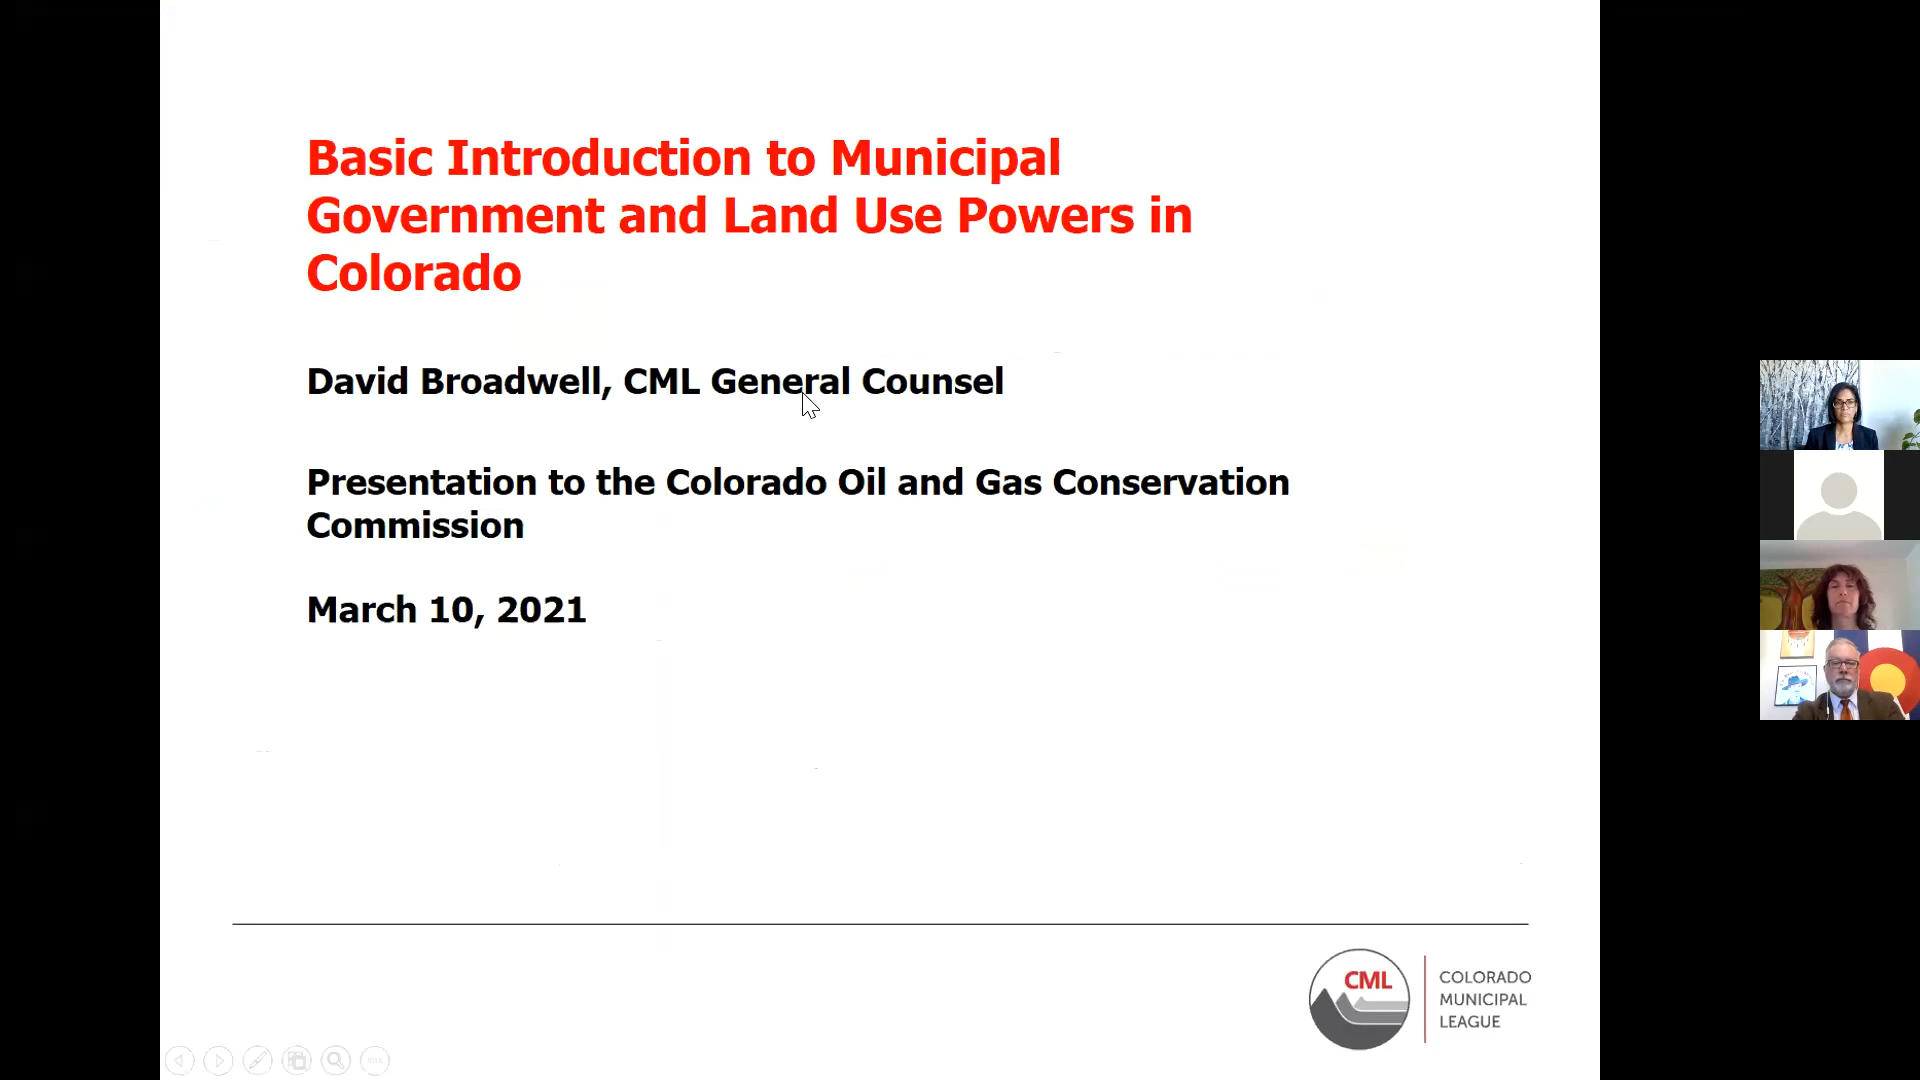 Basic Introduction to Municipal
Government and Land Use Powers in
Colorado
David Broadwell, CML General Counsel
Presentation to the Colorado Oil and Gas Conservation
Commission
March 10, 2021
CML
COLORADO
MUNICIPAL
LEAGUE